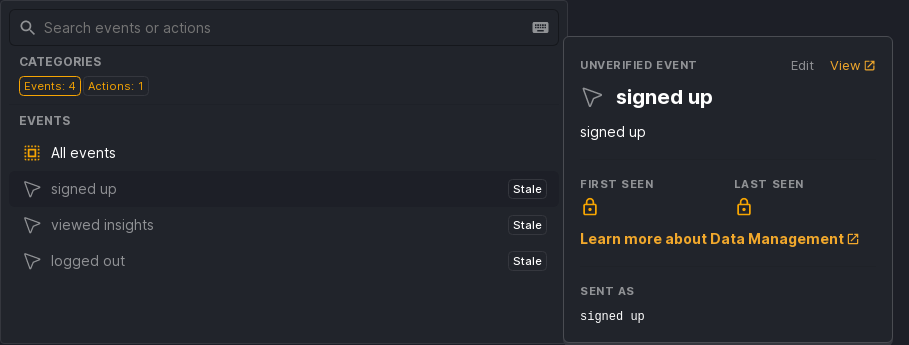 Search events or actions
CATEGORIES
Events: 4 Actions: 1
EVENTS
All events
signed up Stale
viewed insights Stale
logged out Stale
UNVERIFIED EVENT Edit View
signed up
signed up
FIRST SEEN LAST SEEN
Learn more about Data Management
SENT AS
signed up